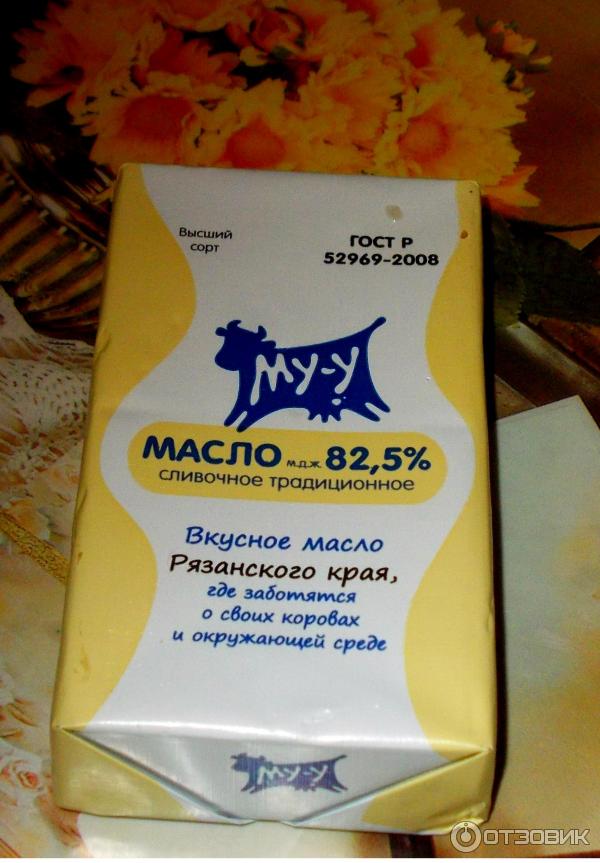 Высший
сорт
ГОСТ Р
52969-2008
Му-у
МАСЛО м.д.ж. 82,5%
сливочное традиционное
Вкусное масло
Рязанского края,
где заботятся
о своих коровах
и окружающей среде
Му-у
ОТЗОВИК